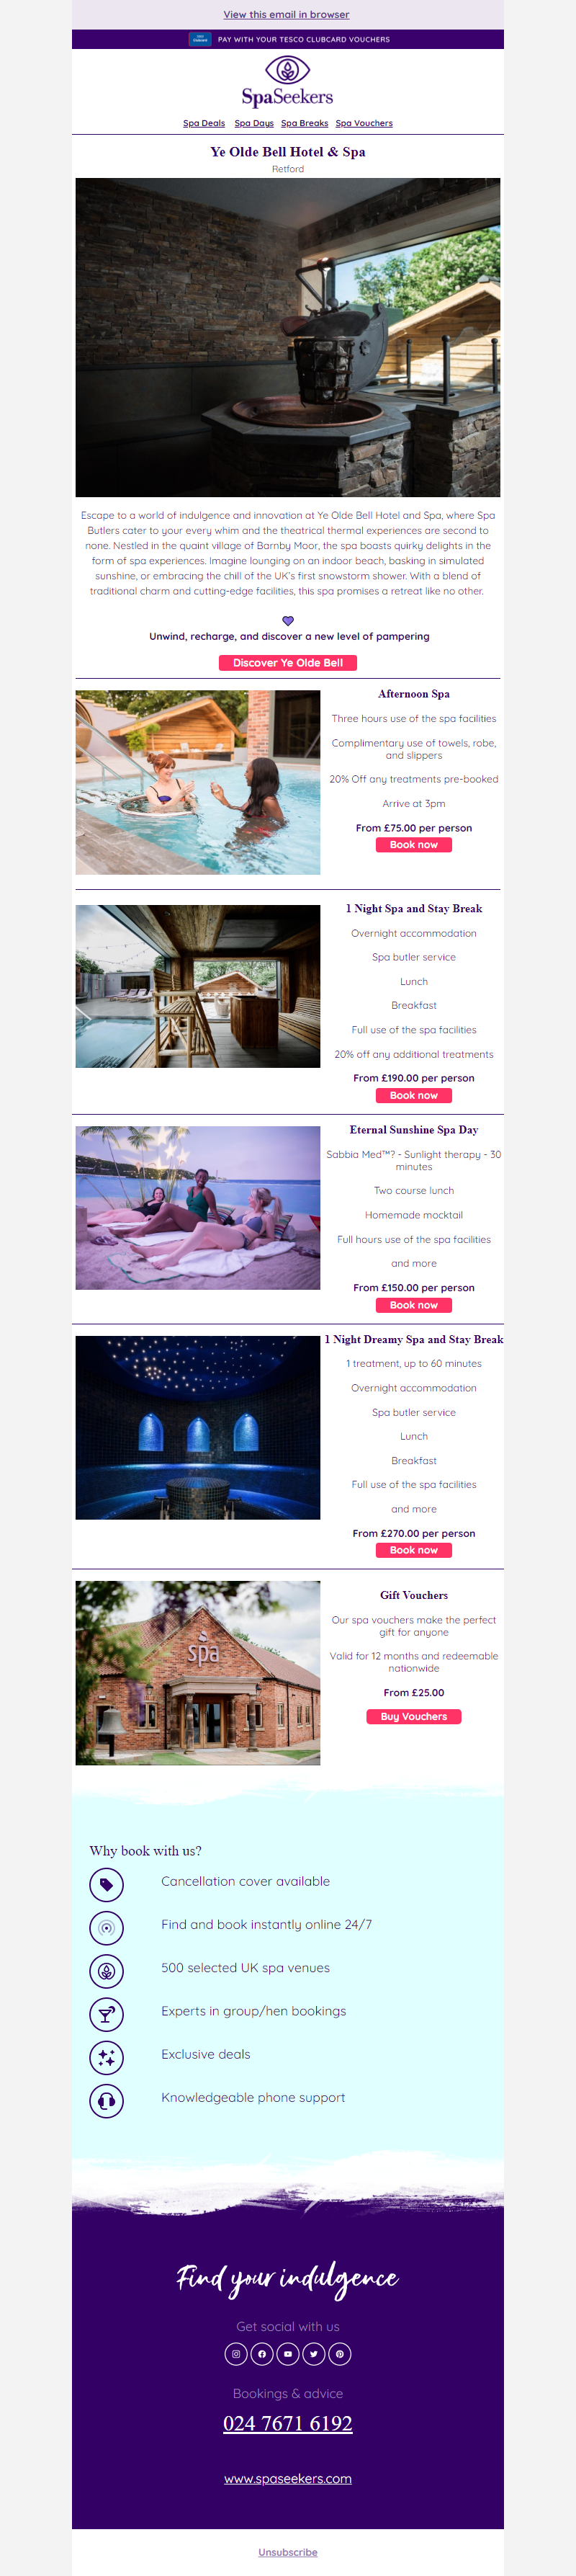 View this email in browser
PAY WITH YOUR TESCO CLUBCARD VOUCHERS
SpaSeekers
Spa Deals Spa Days Spa Breaks Spa Vouchers
Ye Olde Bell Hotel & Spa
Retford
Escape to a world of indulgence and innovation at Ye Olde Bell Hotel and Spa, where Spa
Butlers cater to your every whim and the theatrical thermal experiences are second to
none. Nestled in the quaint village of Barnby Moor, the spa boasts quirky delights in the
form of spa experiences. Imagine lounging on an indoor beach, basking in simulated
sunshine, or embracing the chill of the UK's first snowstorm shower. With a blend of
traditional charm and cutting-edge facilities, this spa promises a retreat like no other.
Unwind, recharge, and discover a new level of pampering
Discover Ye Olde Bell
Afternoon Spa
Three hours use of the spa facilities
Complimentary use of towels, robe,
and slippers
20% Off any treatments pre-booked
Arrive at 3pm
From £75.00 per person
Book now
1 Night Spa and Stay Break
Overnight accommodation
Spa butler service
Lunch
Breakfast
Full use of the spa facilities
20% off any additional treatments
From £190.00 per person
Book now
Eternal Sunshine Spa Day
Sabbia Med™? - Sunlight therapy - 30
minutes
Two course lunch
Homemade mocktail
Full hours use of the spa facilities
and more
From £150.00 per person
Book now
1 Night Dreamy Spa and Stay Break
1 treatment, up to 60 minutes
Overnight accommodation
Spa butler service
Lunch
Breakfast
Full use of the spa facilities
and more
From £270.00 per person
Book now
spa
Gift Vouchers
Our spa vouchers make the perfect
gift for anyone
Valid for 12 months and redeemable
nationwide
From £25.00
Buy Vouchers
Why book with us?
Cancellation cover available
Find and book instantly online 24/7
500 selected UK spa venues
Experts in group/hen bookings
Exclusive deals
Knowledgeable phone support
Find your indulgence
Get social with us
Bookings & advice
024 7671 6192
www.spaseekers.com
Unsubscribe